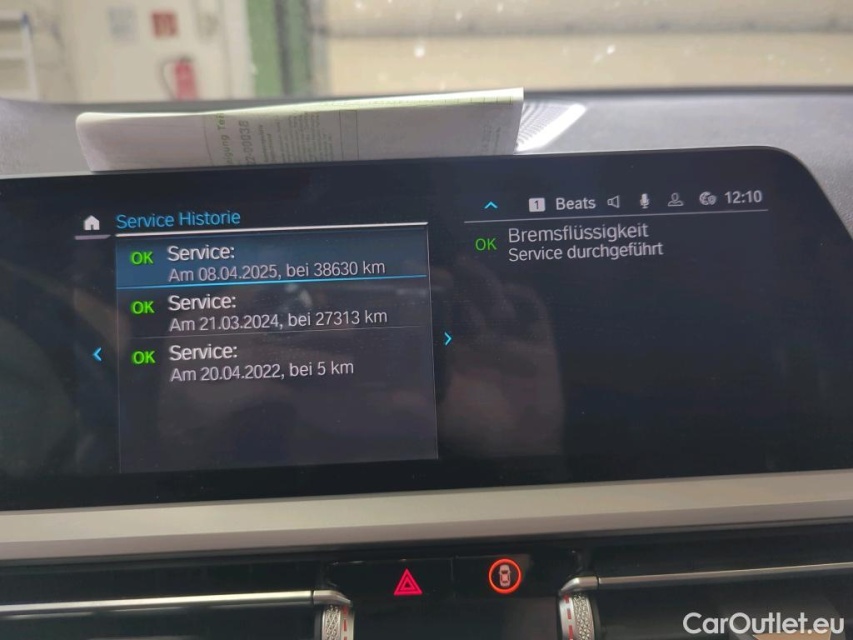 Service Historie
1 Beats 12:10
OK Service:
Am 08.04.2025, bei 38630 km
OK Service:
Am 21.03.2024, bei 27313 km
OK Service:
Am 20.04.2022, bei 5 km
OK Bremsflüssigkeit
Service durchgeführt
CarOutlet.eu